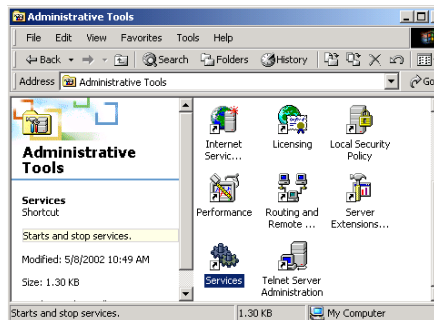 Administrative Tools
File Edit View Favorites Tools Help
Back Search Folders History
Address Administrative Tools Go
Administrative
Tools
Services
Shortcut
Starts and stop services.
Modified: 5/8/2002 10:49 AM
Size: 1.30 KB
Internet
Servic...
Licensing
Local Security
Policy
Performance
Routing and
Remote ...
Server
Extensions...
Services
Telnet Server
Administration
Starts and stop services. 1.30 KB My Computer